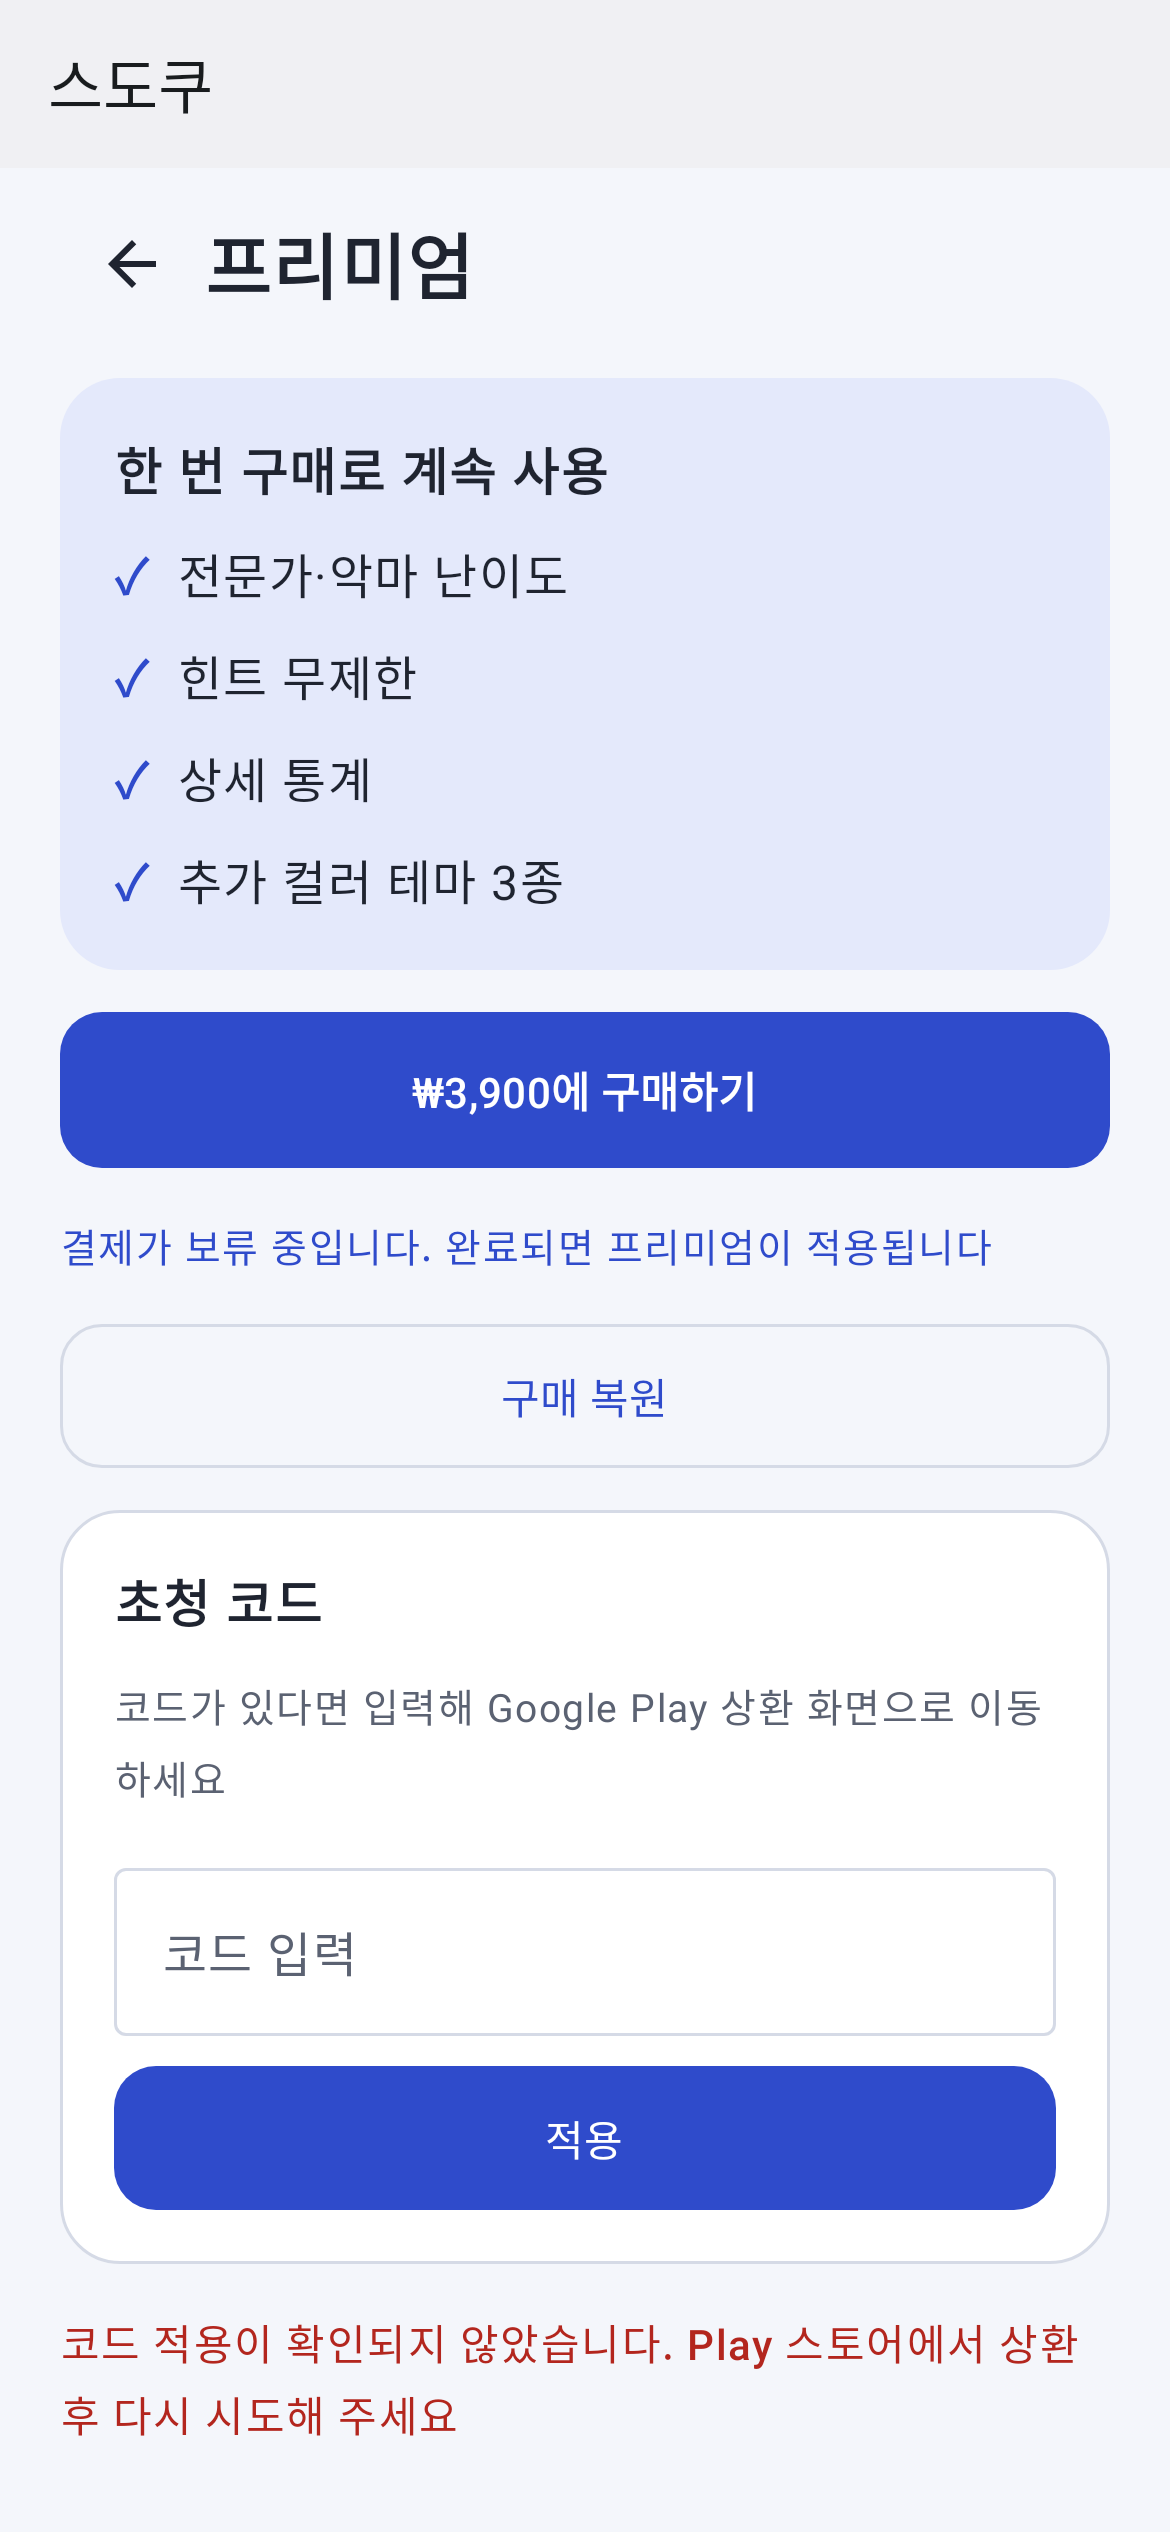 스도쿠
프리미엄
한 번 구매로 계속 사용
✓ 전문가·악마 난이도
✓ 힌트 무제한
✓ 상세 통계
✓ 추가 컬러 테마 3종
₩3,900에 구매하기
결제가 보류 중입니다. 완료되면 프리미엄이 적용됩니다
구매 복원
초청 코드
코드가 있다면 입력해 Google Play 상환 화면으로 이동
하세요
코드 입력
적용
코드 적용이 확인되지 않았습니다. Play 스토어에서 상환
후 다시 시도해 주세요